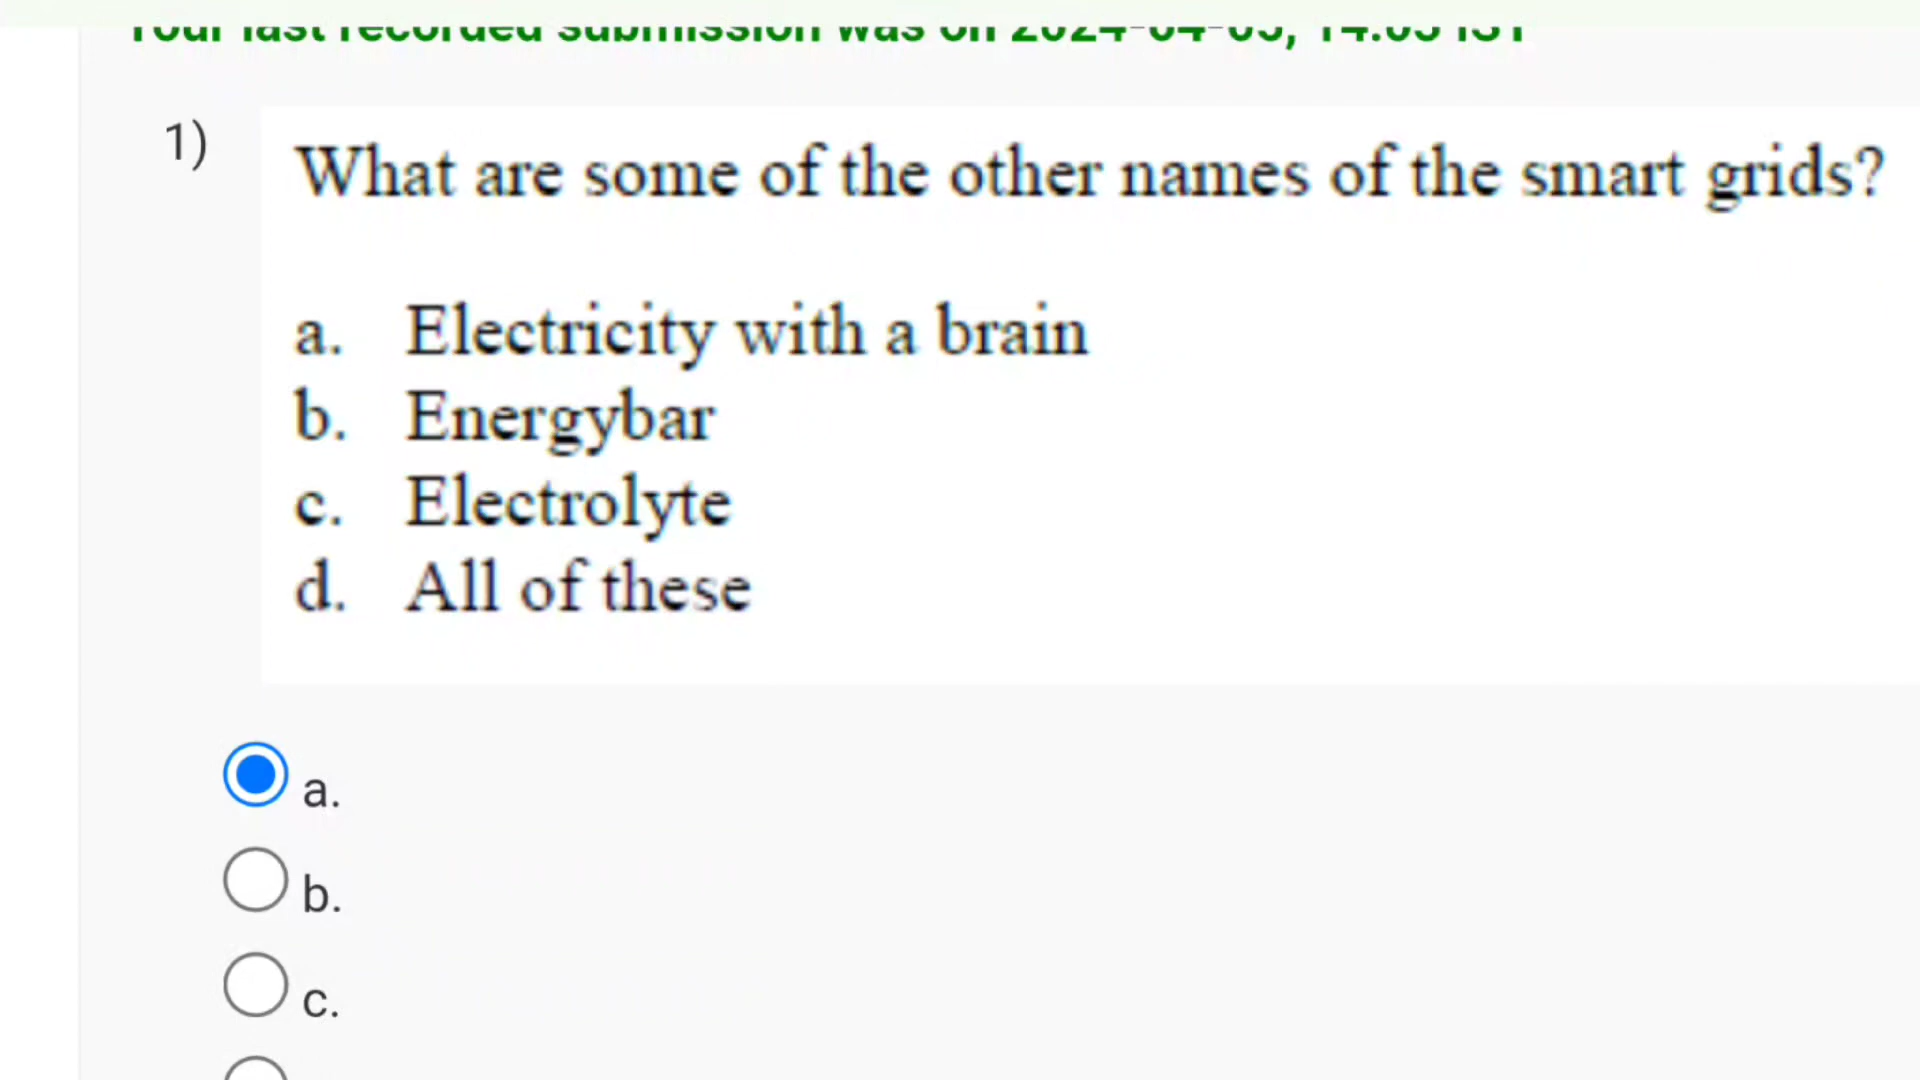 Your last recorded submission was on 2024-04-05, 14:05 IST
1)
What are some of the other names of the smart grids?
a. Electricity with a brain
b. Energybar
c. Electrolyte
d. All of these
a.
b.
c.